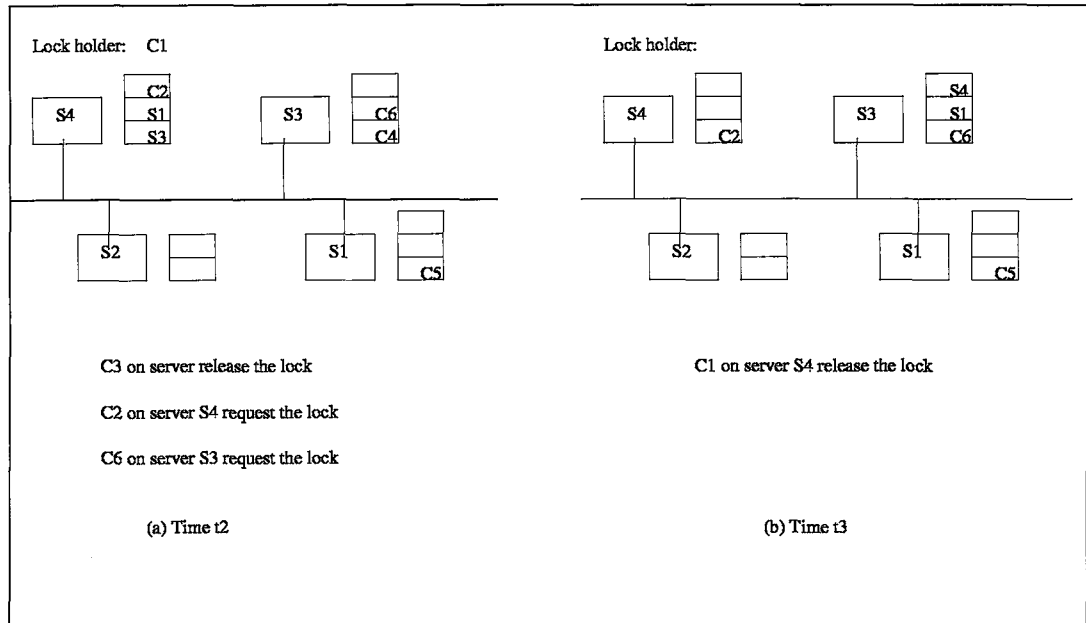 Lock holder: C1
C2
S4
S1
S3
S3
C6
C4
S2
S1
C5
C3 on server release the lock
C2 on server S4 request the lock
C6 on server S3 request the lock
(a) Time t2
Lock holder:
S4
C2
S3
S4
S1
C6
S2
S1
C5
C1 on server S4 release the lock
(b) Time t3